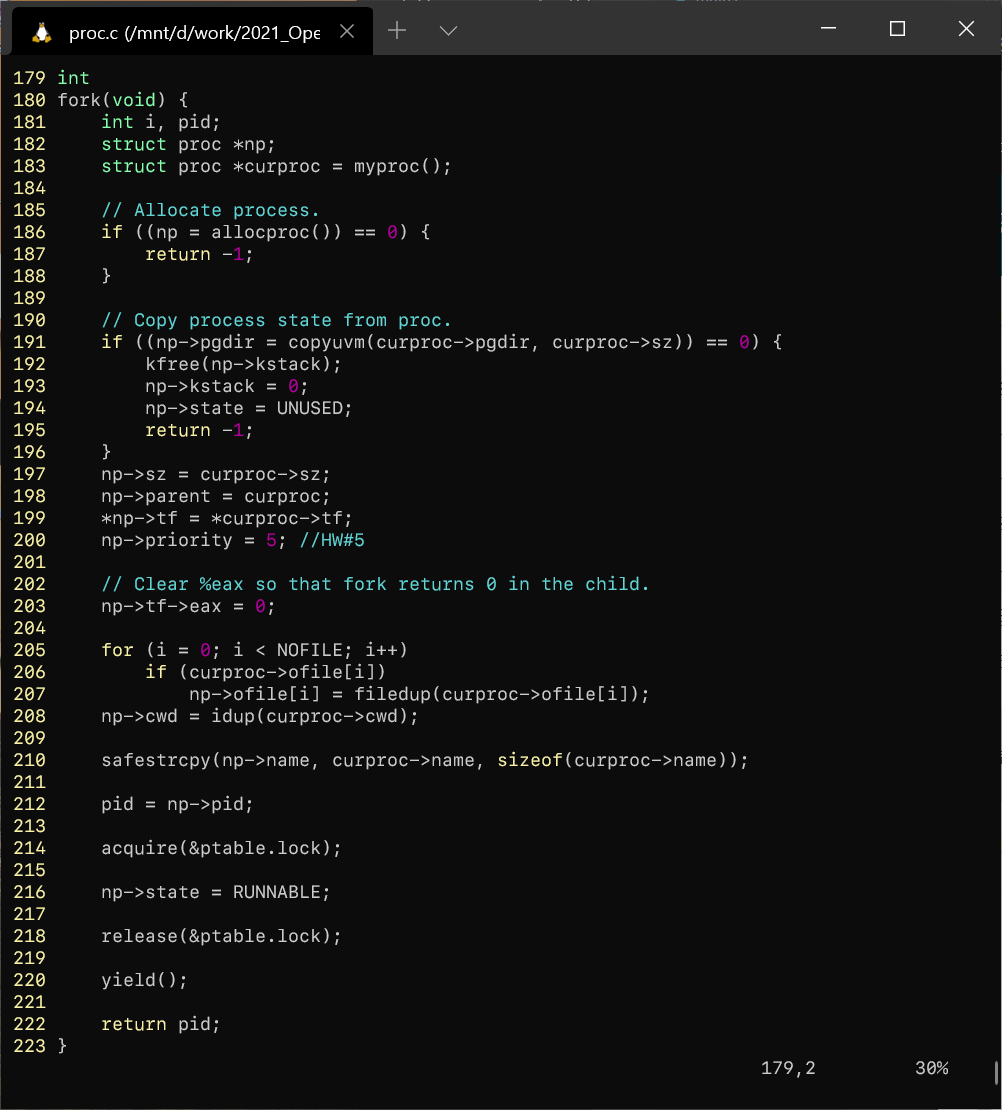 proc.c (/mnt/d/work/2021_Ope
179 int
180 fork(void) {
181     int i, pid;
182     struct proc *np;
183     struct proc *curproc = myproc();
184
185     // Allocate process.
186     if ((np = allocproc()) == 0) {
187         return -1;
188     }
189
190     // Copy process state from proc.
191     if ((np->pgdir = copyuvm(curproc->pgdir, curproc->sz)) == 0) {
192         kfree(np->kstack);
193         np->kstack = 0;
194         np->state = UNUSED;
195         return -1;
196     }
197     np->sz = curproc->sz;
198     np->parent = curproc;
199     *np->tf = *curproc->tf;
200     np->priority = 5; //HW#5
201
202     // Clear %eax so that fork returns 0 in the child.
203     np->tf->eax = 0;
204
205     for (i = 0; i < NOFILE; i++)
206         if (curproc->ofile[i])
207             np->ofile[i] = filedup(curproc->ofile[i]);
208     np->cwd = idup(curproc->cwd);
209
210     safestrcpy(np->name, curproc->name, sizeof(curproc->name));
211
212     pid = np->pid;
213
214     acquire(&ptable.lock);
215
216     np->state = RUNNABLE;
217
218     release(&ptable.lock);
219
220     yield();
221
222     return pid;
223 }
179,2 30%